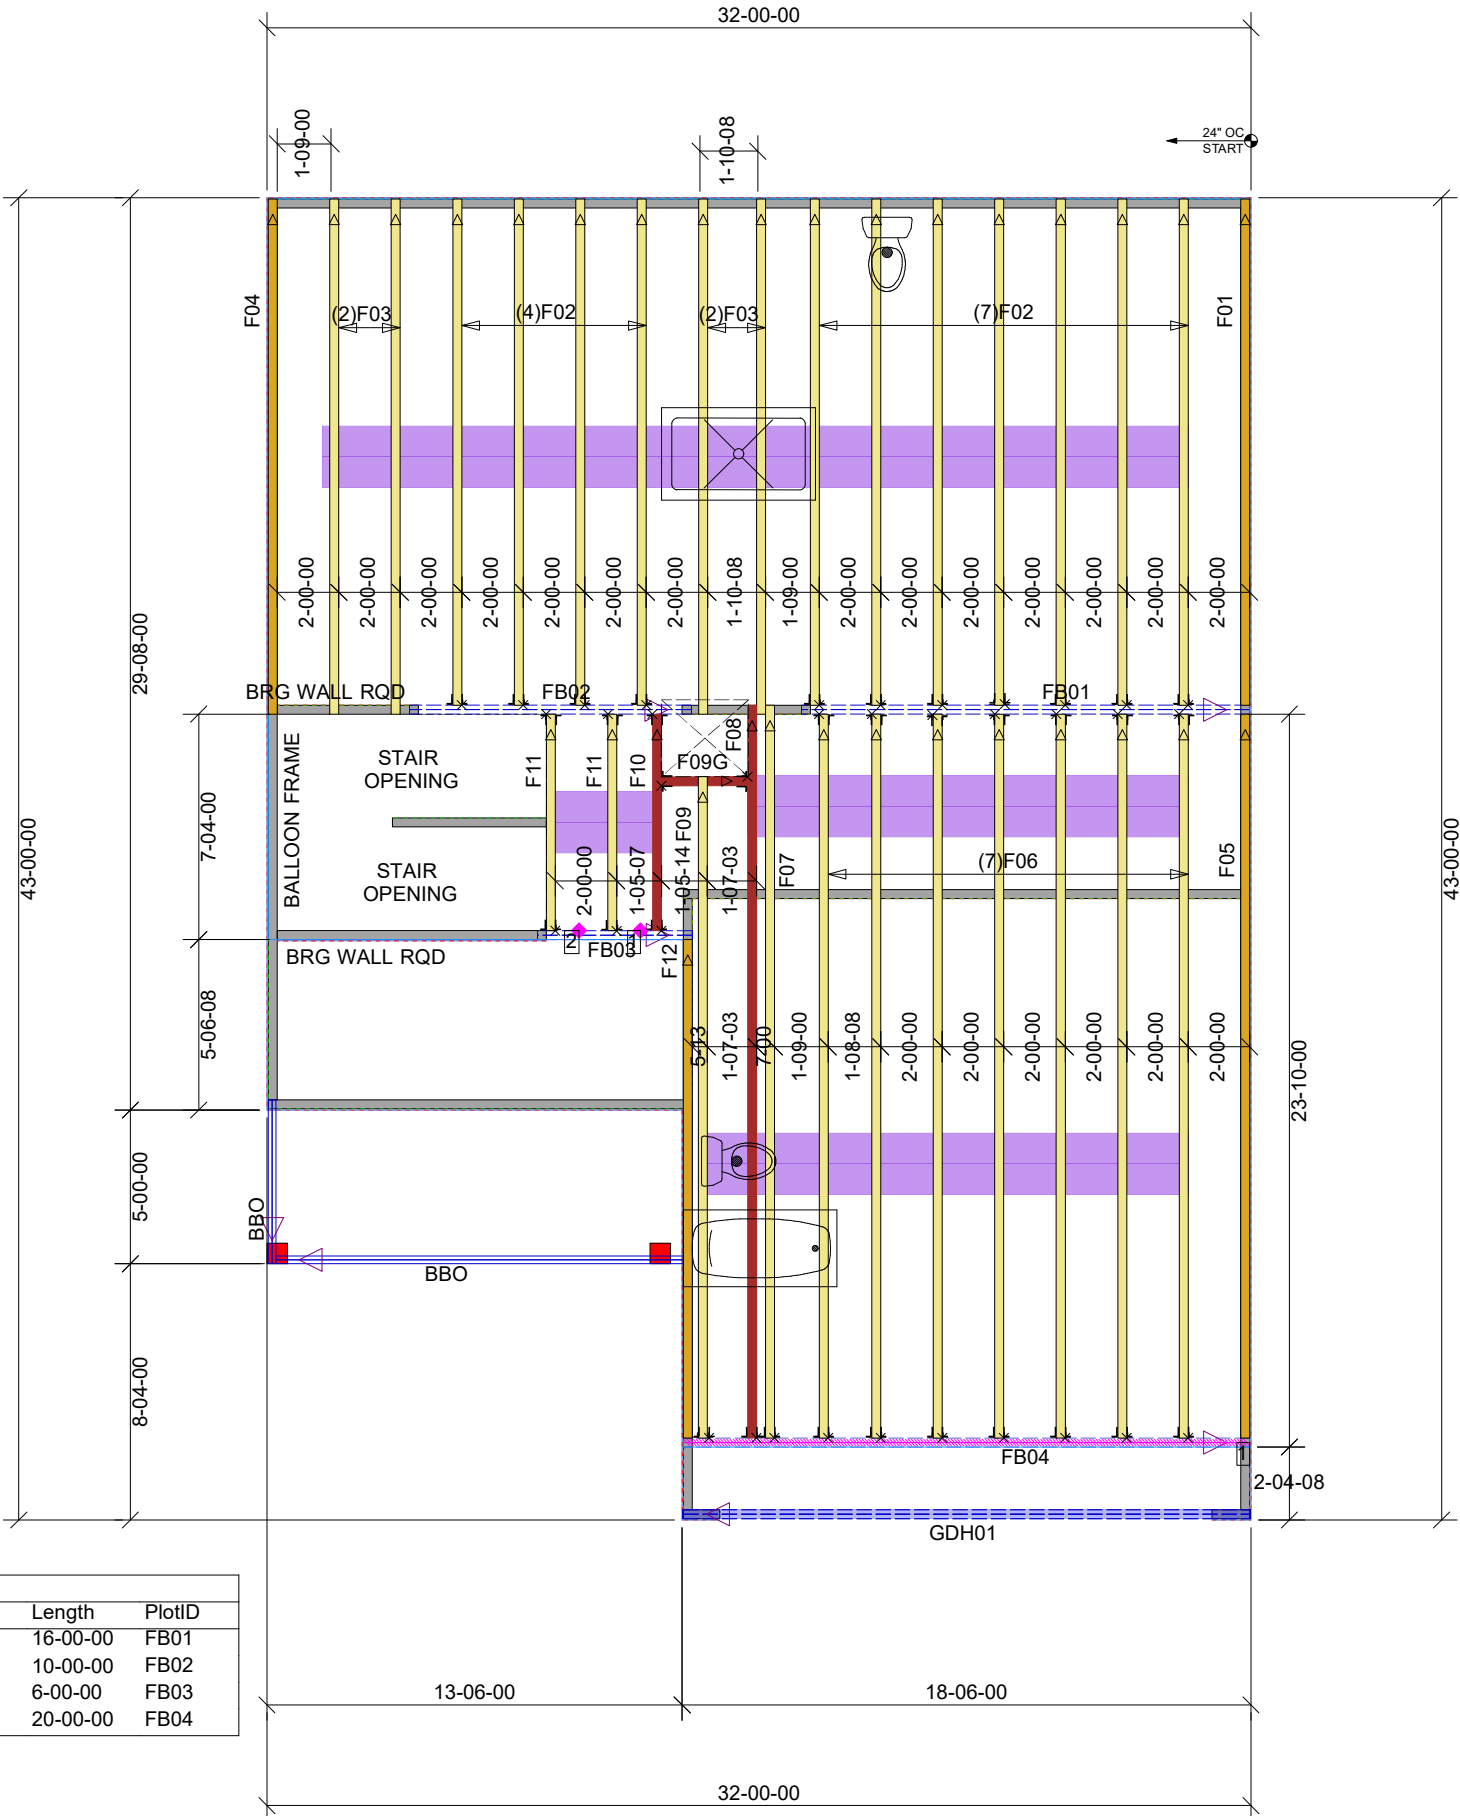 32-00-00
1-09-00
1-10-08
24" OC
START
F04
(2)F03
(4)F02
(2)F03
(7)F02
F01
2-00-00
2-00-00
2-00-00
2-00-00
2-00-00
2-00-00
2-00-00
1-10-08
1-09-00
2-00-00
2-00-00
2-00-00
2-00-00
2-00-00
2-00-00
2-00-00
29-08-00
43-00-00
43-00-00
BRG WALL RQD
FB02
FB01
BALLOON FRAME
STAIR
OPENING
F11
F11
F10
F09G
F08
7-04-00
STAIR
OPENING
2-00-00
1-05-07
1-05-14
F09
1-07-03
F07
(7)F06
F05
BRG WALL RQD
2
FB03
1
F12
5-06-08
5-13
1-07-03
7-00
1-09-00
1-08-08
2-00-00
2-00-00
2-00-00
2-00-00
2-00-00
2-00-00
23-10-00
5-00-00
BBO
BBO
8-04-00
FB04
1
2-04-08
GDH01
Length PlotID
16-00-00 FB01
10-00-00 FB02
6-00-00 FB03
20-00-00 FB04
13-06-00
18-06-00
32-00-00